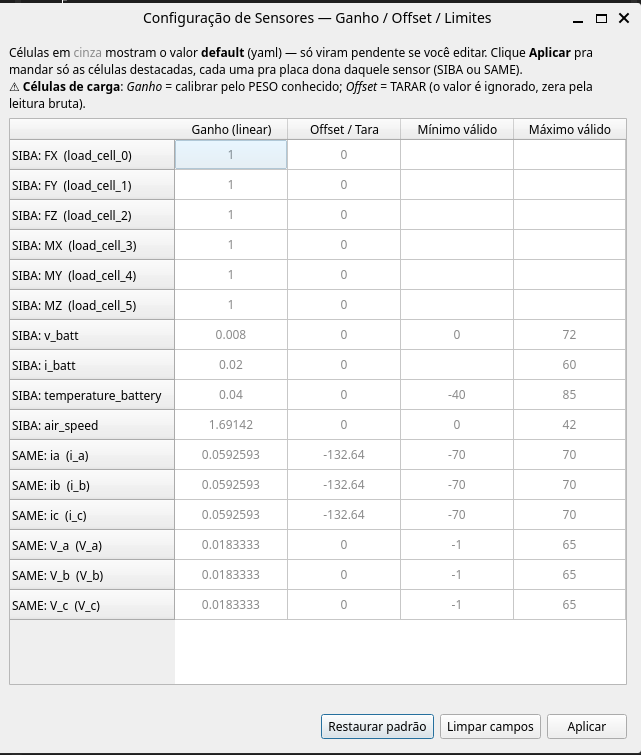 Configuração de Sensores — Ganho / Offset / Limites
Células em cinza mostram o valor default (yaml) — só viram pendente se você editar. Clique Aplicar pra
mandar só as células destacadas, cada uma pra placa dona daquele sensor (SIBA ou SAME).
⚠ Células de carga: Ganho = calibrar pelo PESO conhecido; Offset = TARAR (o valor é ignorado, zera pela
leitura bruta).
Ganho (linear) Offset / Tara Mínimo válido Máximo válido
SIBA: FX (load_cell_0) 1 0
SIBA: FY (load_cell_1) 1 0
SIBA: FZ (load_cell_2) 1 0
SIBA: MX (load_cell_3) 1 0
SIBA: MY (load_cell_4) 1 0
SIBA: MZ (load_cell_5) 1 0
SIBA: v_batt 0.008 0 0 72
SIBA: i_batt 0.02 0 60
SIBA: temperature_battery 0.04 0 -40 85
SIBA: air_speed 1.69142 0 0 42
SAME: ia (i_a) 0.0592593 -132.64 -70 70
SAME: ib (i_b) 0.0592593 -132.64 -70 70
SAME: ic (i_c) 0.0592593 -132.64 -70 70
SAME: V_a (V_a) 0.0183333 0 -1 65
SAME: V_b (V_b) 0.0183333 0 -1 65
SAME: V_c (V_c) 0.0183333 0 -1 65
Restaurar padrão Limpar campos Aplicar